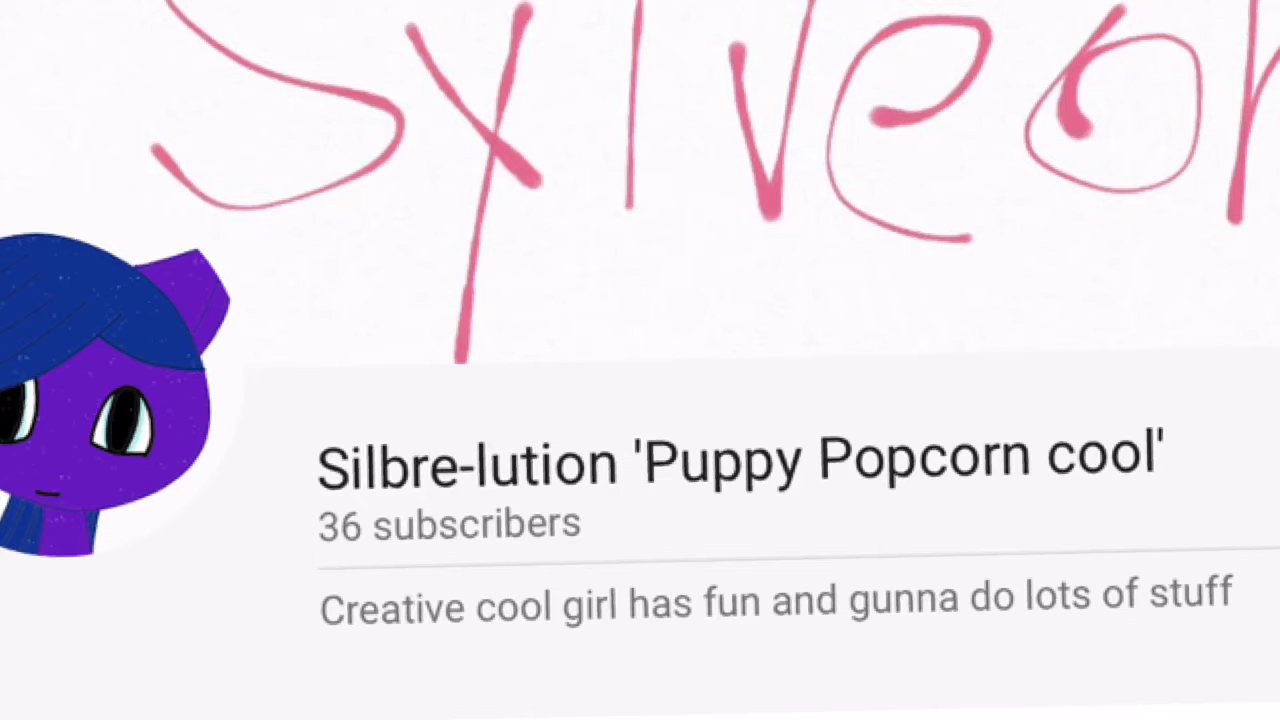 Sylveon
Silbre-lution 'Puppy Popcorn cool'
36 subscribers
Creative cool girl has fun and gunna do lots of stuff